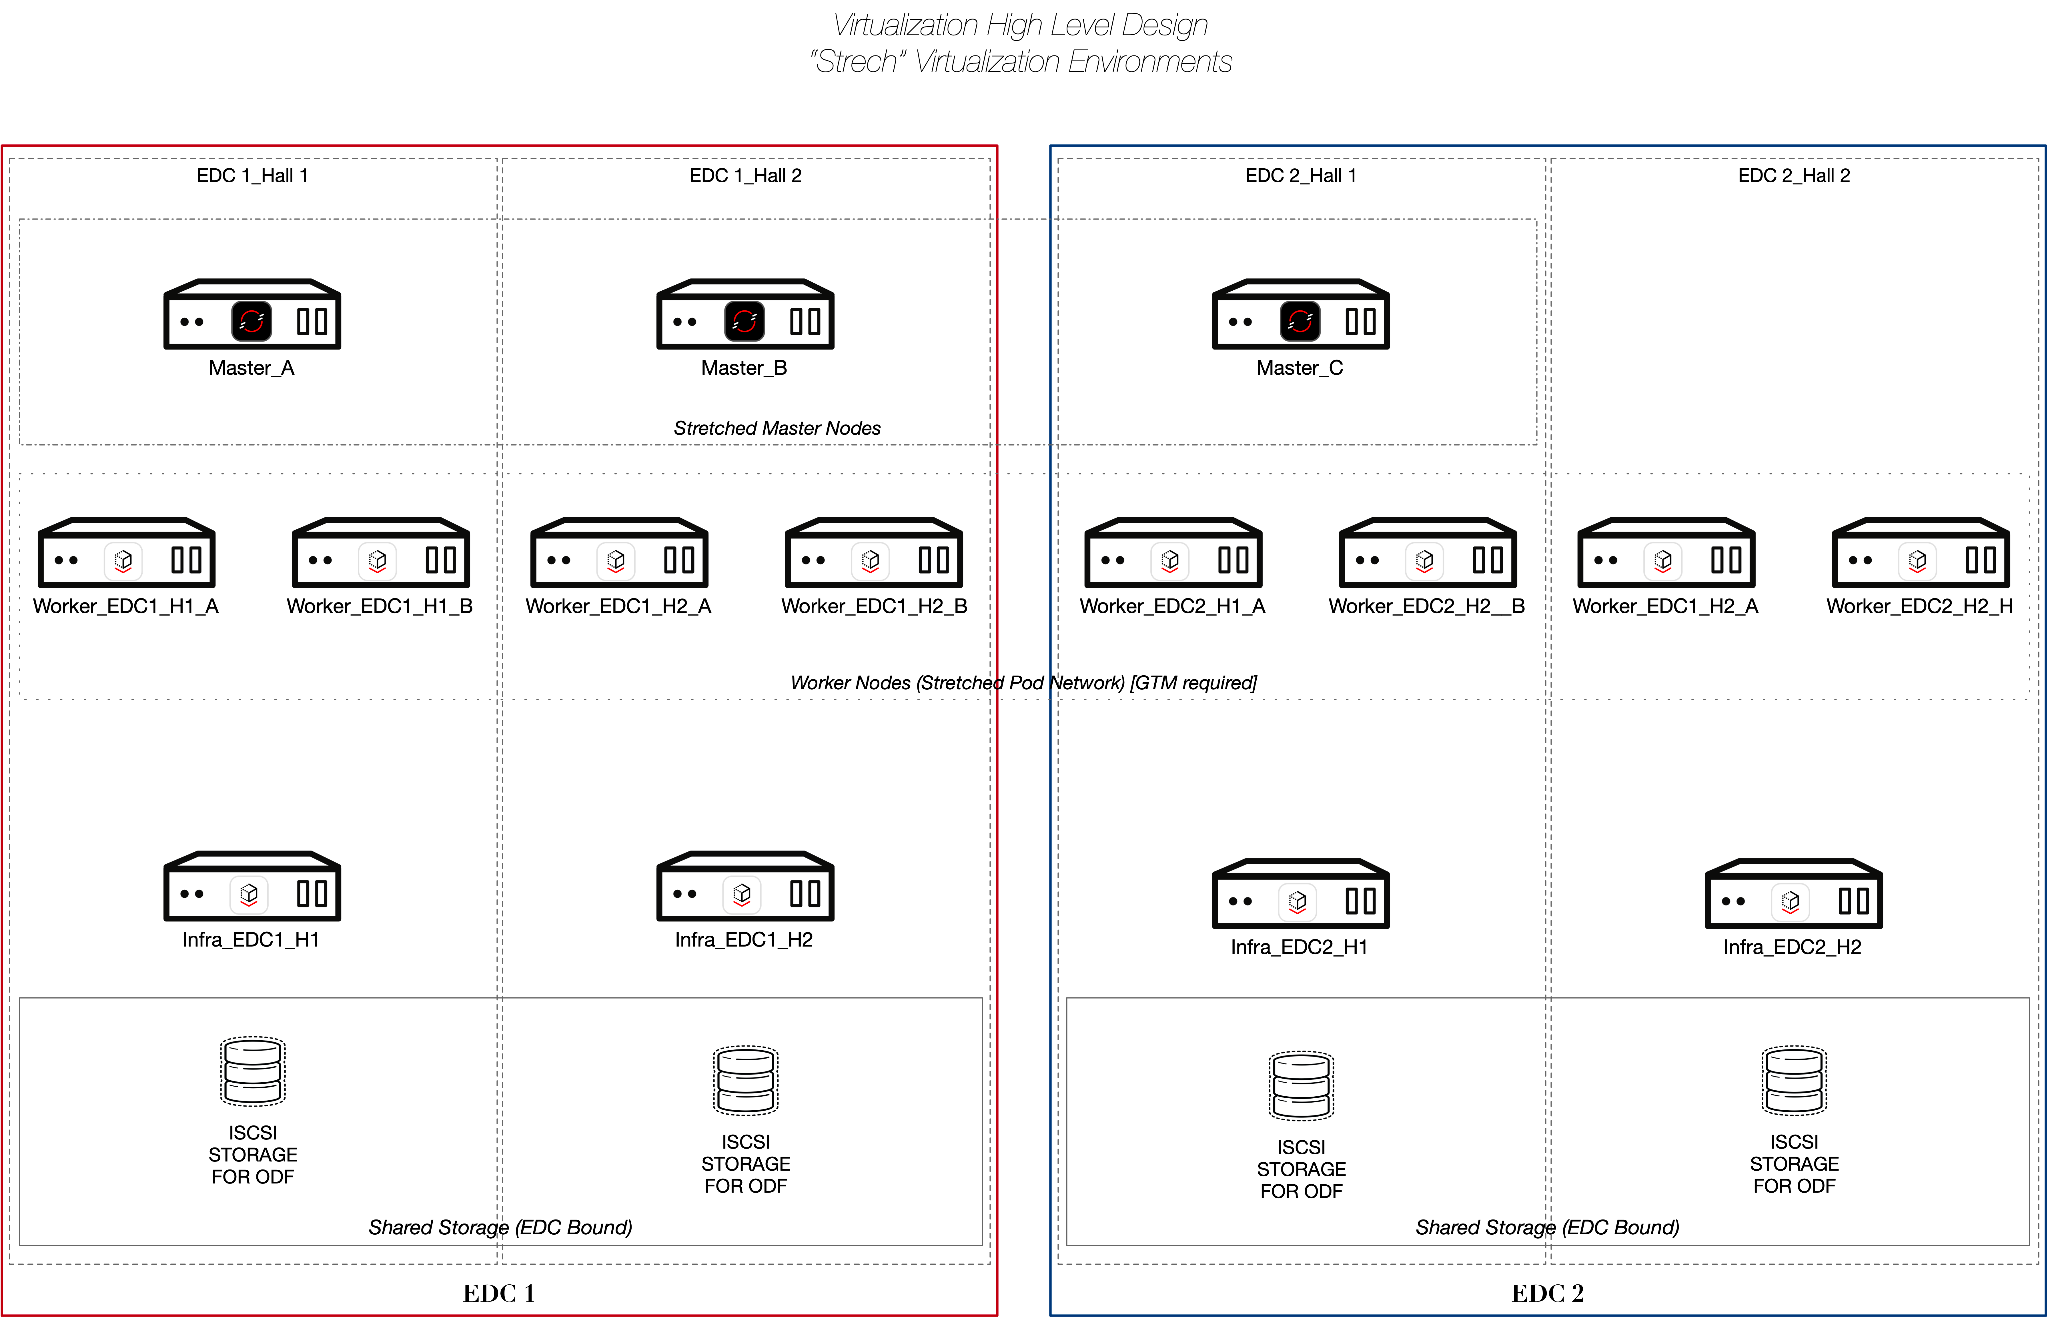 Virtualization High Level Design
"Strech" Virtualization Environments
EDC 1_Hall 1
EDC 1_Hall 2
EDC 2_Hall 1
EDC 2_Hall 2
Master_A
Master_B
Master_C
Stretched Master Nodes
Worker_EDC1_H1_A
Worker_EDC1_H1_B
Worker_EDC1_H2_A
Worker_EDC1_H2_B
Worker_EDC2_H1_A
Worker_EDC2_H2__B
Worker_EDC1_H2_A
Worker_EDC2_H2_H
Worker Nodes (Stretched Pod Network) [GTM required]
Infra_EDC1_H1
Infra_EDC1_H2
Infra_EDC2_H1
Infra_EDC2_H2
ISCSI
STORAGE
FOR ODF
ISCSI
STORAGE
FOR ODF
ISCSI
STORAGE
FOR ODF
ISCSI
STORAGE
FOR ODF
Shared Storage (EDC Bound)
Shared Storage (EDC Bound)
EDC 1
EDC 2